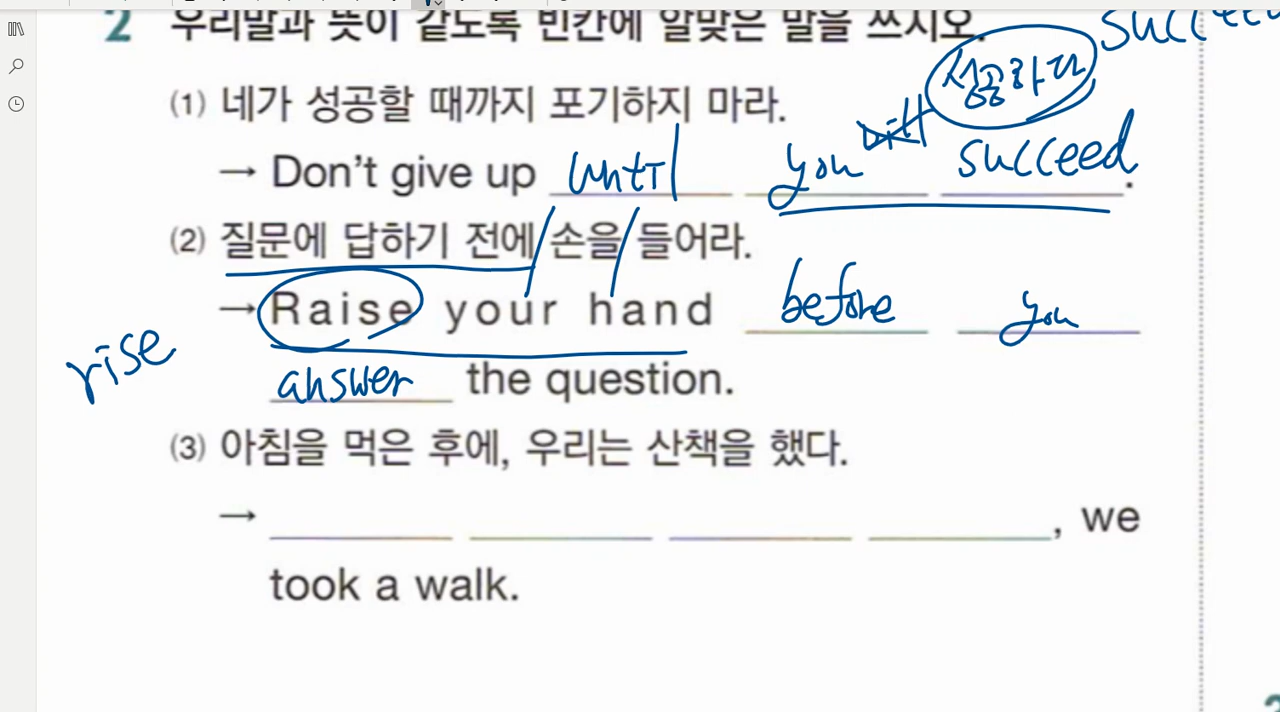 2 우리말과 뜻이 같도록 빈칸에 알맞은 말을 쓰시오.
성공하다
(1) 네가 성공할 때까지 포기하지 마라.
→ Don't give up until you will succeed.
(2) 질문에 답하기 전에 손을 들어라.
→ Raise your hand before you
rise
answer the question.
(3) 아침을 먹은 후에, 우리는 산책을 했다.
→ , we
took a walk.